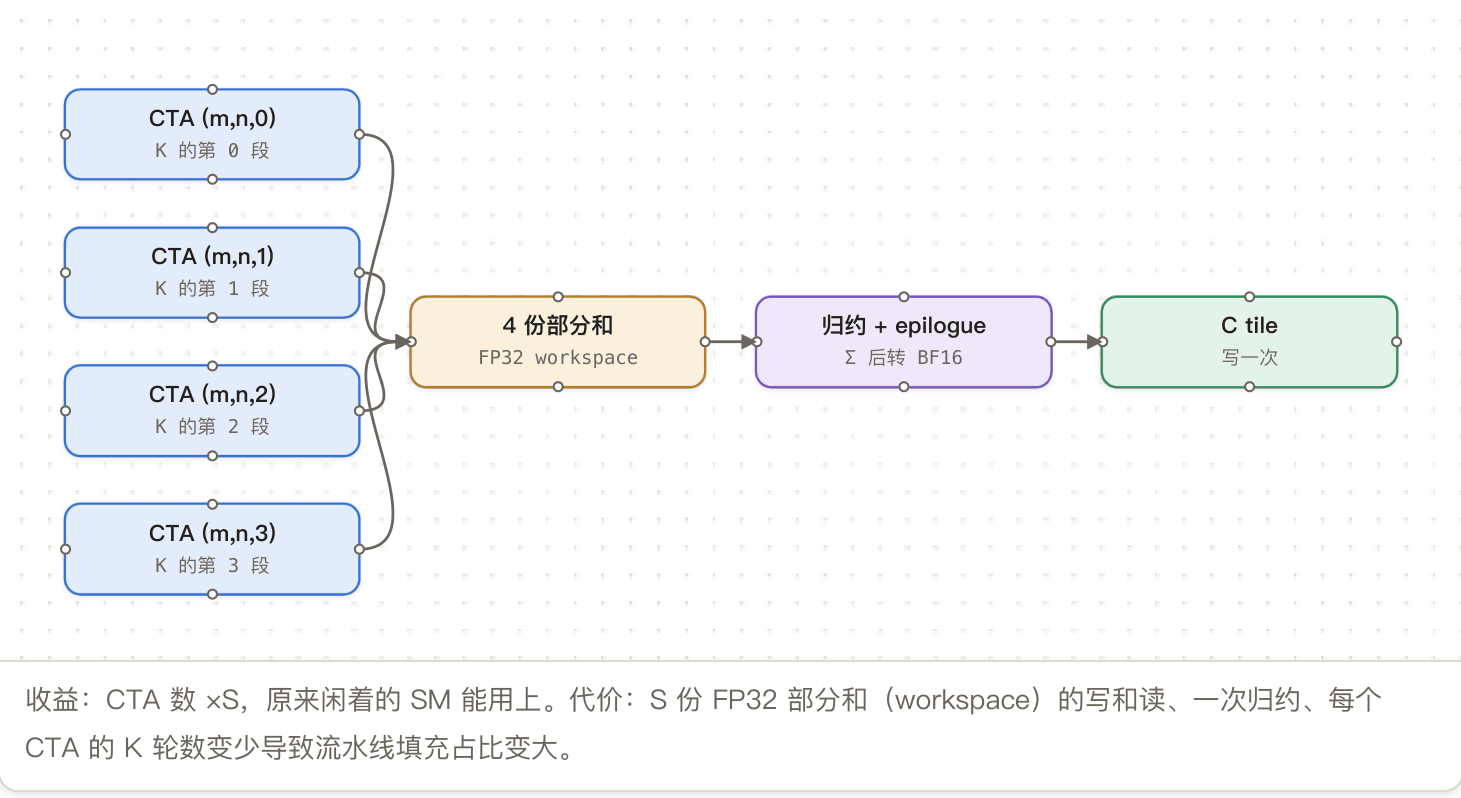 CTA (m,n,0)
K 的第 0 段
CTA (m,n,1)
K 的第 1 段
CTA (m,n,2)
K 的第 2 段
CTA (m,n,3)
K 的第 3 段
4 份部分和
FP32 workspace
归约 + epilogue
Σ 后转 BF16
C tile
写一次
收益：CTA 数 ×S，原来闲着的 SM 能用上。代价：S 份 FP32 部分和（workspace）的写和读、一次归约、每个
CTA 的 K 轮数变少导致流水线填充占比变大。